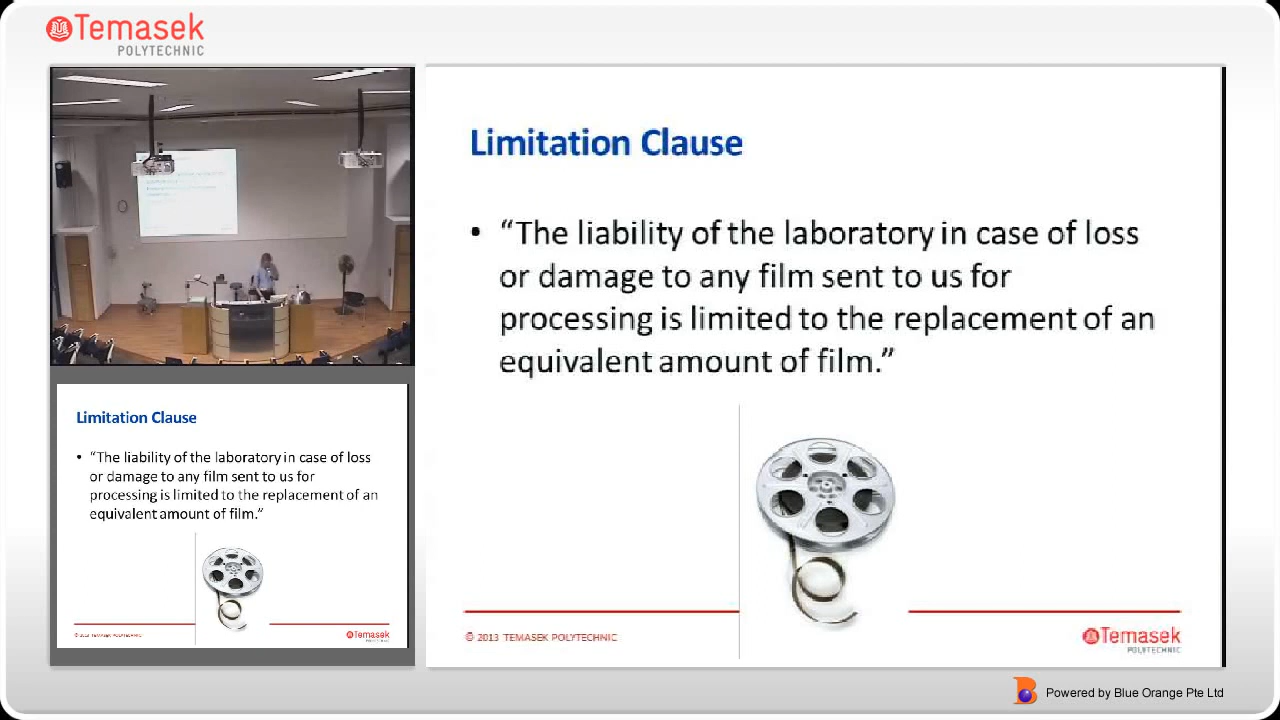 Temasek
POLYTECHNIC
Limitation Clause
• “The liability of the laboratory in case of loss
or damage to any film sent to us for
processing is limited to the replacement of an
equivalent amount of film.”
© 2013 TEMASEK POLYTECHNIC
Temasek
POLYTECHNIC
Limitation Clause
• “The liability of the laboratory in case of loss
or damage to any film sent to us for
processing is limited to the replacement of an
equivalent amount of film.”
© 2013 TEMASEK POLYTECHNIC
Temasek
POLYTECHNIC
Powered by Blue Orange Pte Ltd